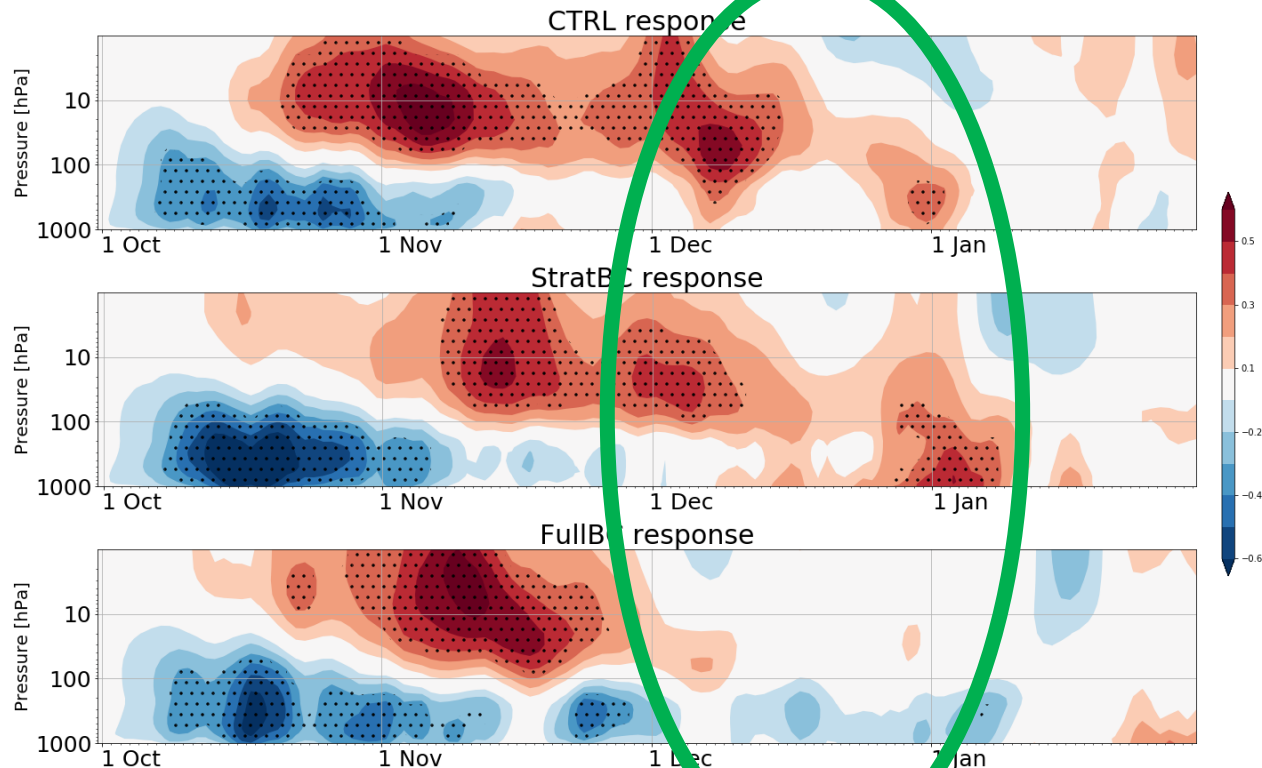 CTRL response
Pressure [hPa]
10
100
1000
1 Oct
1 Nov
1 Dec
1 Jan
StratBC response
Pressure [hPa]
10
100
1000
1 Oct
1 Nov
1 Dec
1 Jan
FullBC response
Pressure [hPa]
10
100
1000
1 Oct
1 Nov
1 Dec
1 Jan
0.5
0.3
0.1
−0.2
−0.4
−0.6